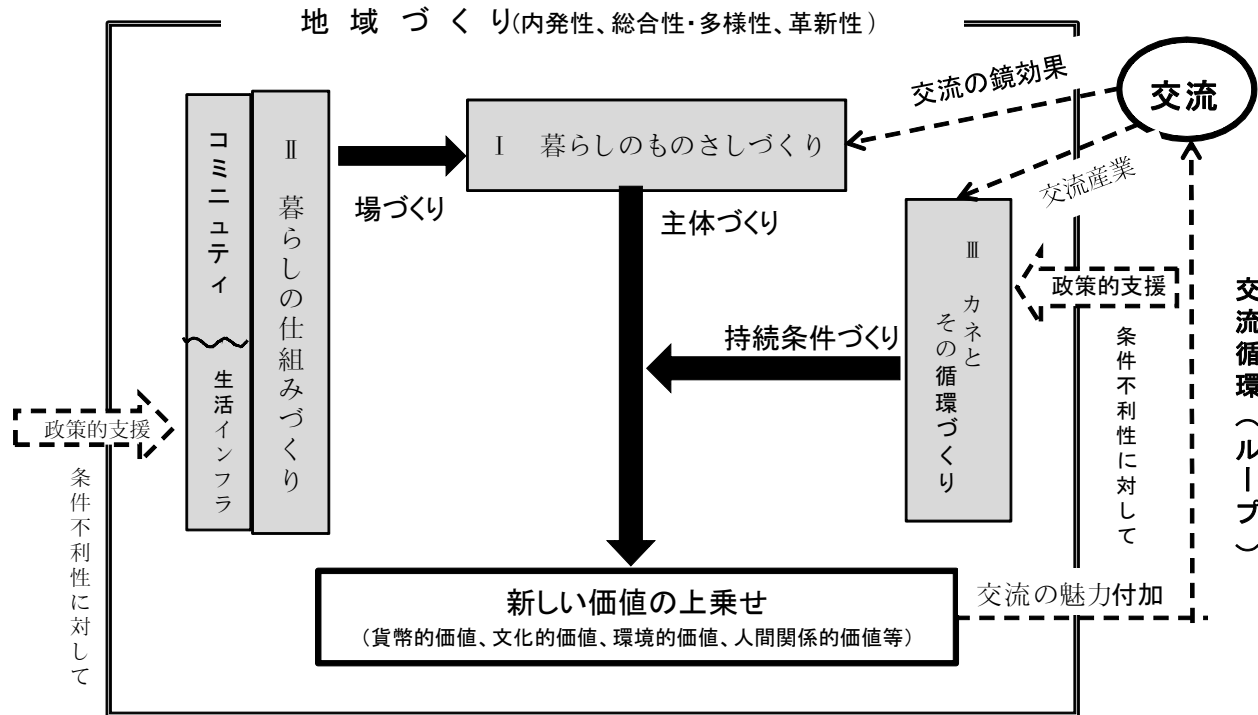 地域づくり(内発性、総合性・多様性、革新性)
交流の鏡効果
交流
コミニュティ
生活インフラ
Ⅱ 暮らしの仕組みづくり
場づくり
Ⅰ 暮らしのものさしづくり
主体づくり
交流産業
Ⅲ カネと
その循環づくり
持続条件づくり
政策的支援
条件不利性に対して
交流循環(ループ)
政策的支援
条件不利性に対して
新しい価値の上乗せ
(貨幣的価値、文化的価値、環境的価値、人間関係的価値等)
交流の魅力付加